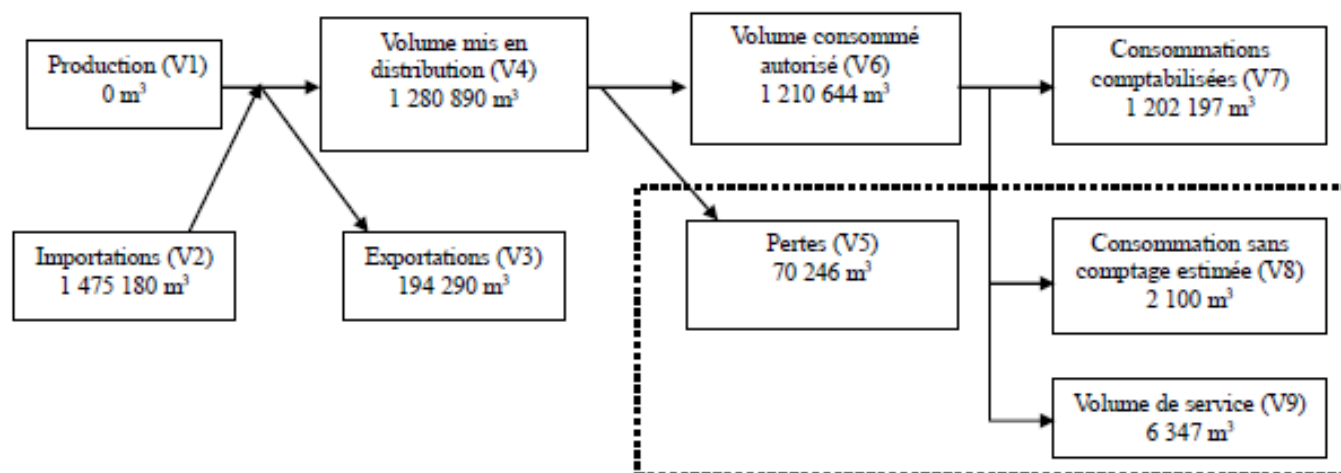 Production (V1)
0 m³
Volume mis en
distribution (V4)
1 280 890 m³
Volume consommé
autorisé (V6)
1 210 644 m³
Consommations
comptabilisées (V7)
1 202 197 m³
Importations (V2)
1 475 180 m³
Exportations (V3)
194 290 m³
Pertes (V5)
70 246 m³
Consommation sans
comptage estimée (V8)
2 100 m³
Volume de service (V9)
6 347 m³